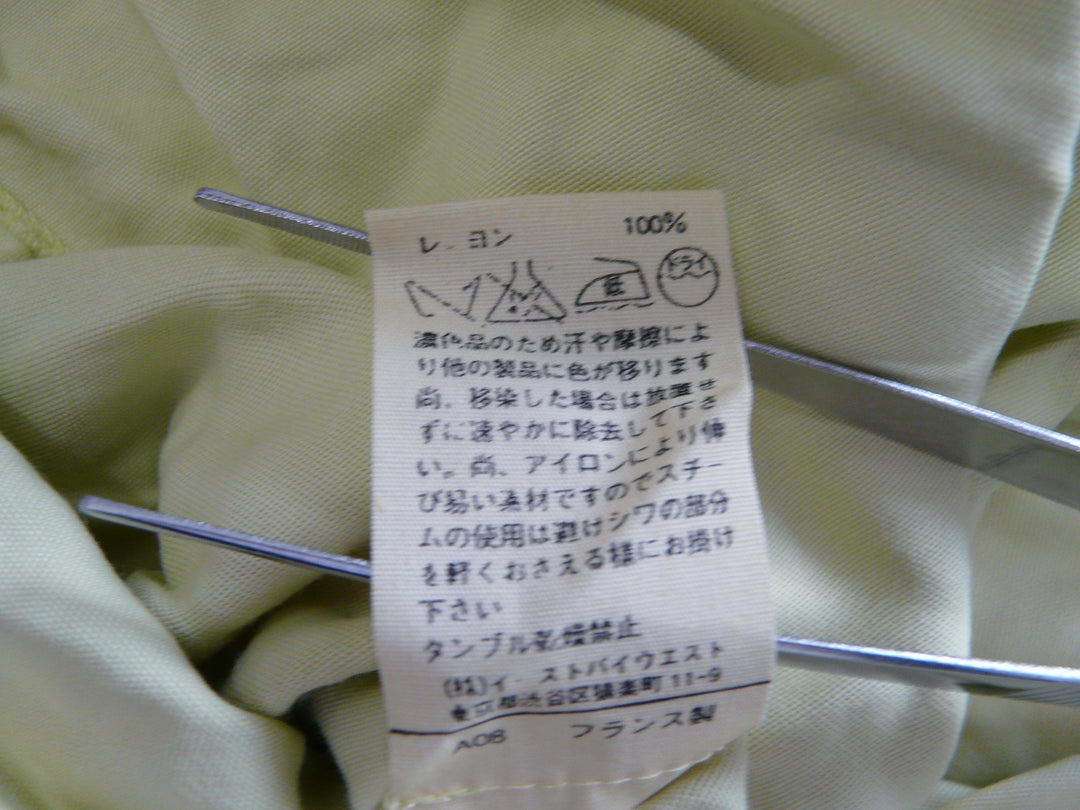 レーヨン 100%
低 ドライ
濃色品のため汗や摩擦によ
り他の製品に色が移ります
尚、移染した場合は放置せ
ずに速やかに除去して下さ
い。尚、アイロンにより伸
び易い素材ですのでスチー
ムの使用は避けシワの部分
を軽くおさえる様にお掛け
下さい
タンブル乾燥禁止
(株)イーストバイウエスト
東京都渋谷区猿楽町 11-9
A08 フランス製